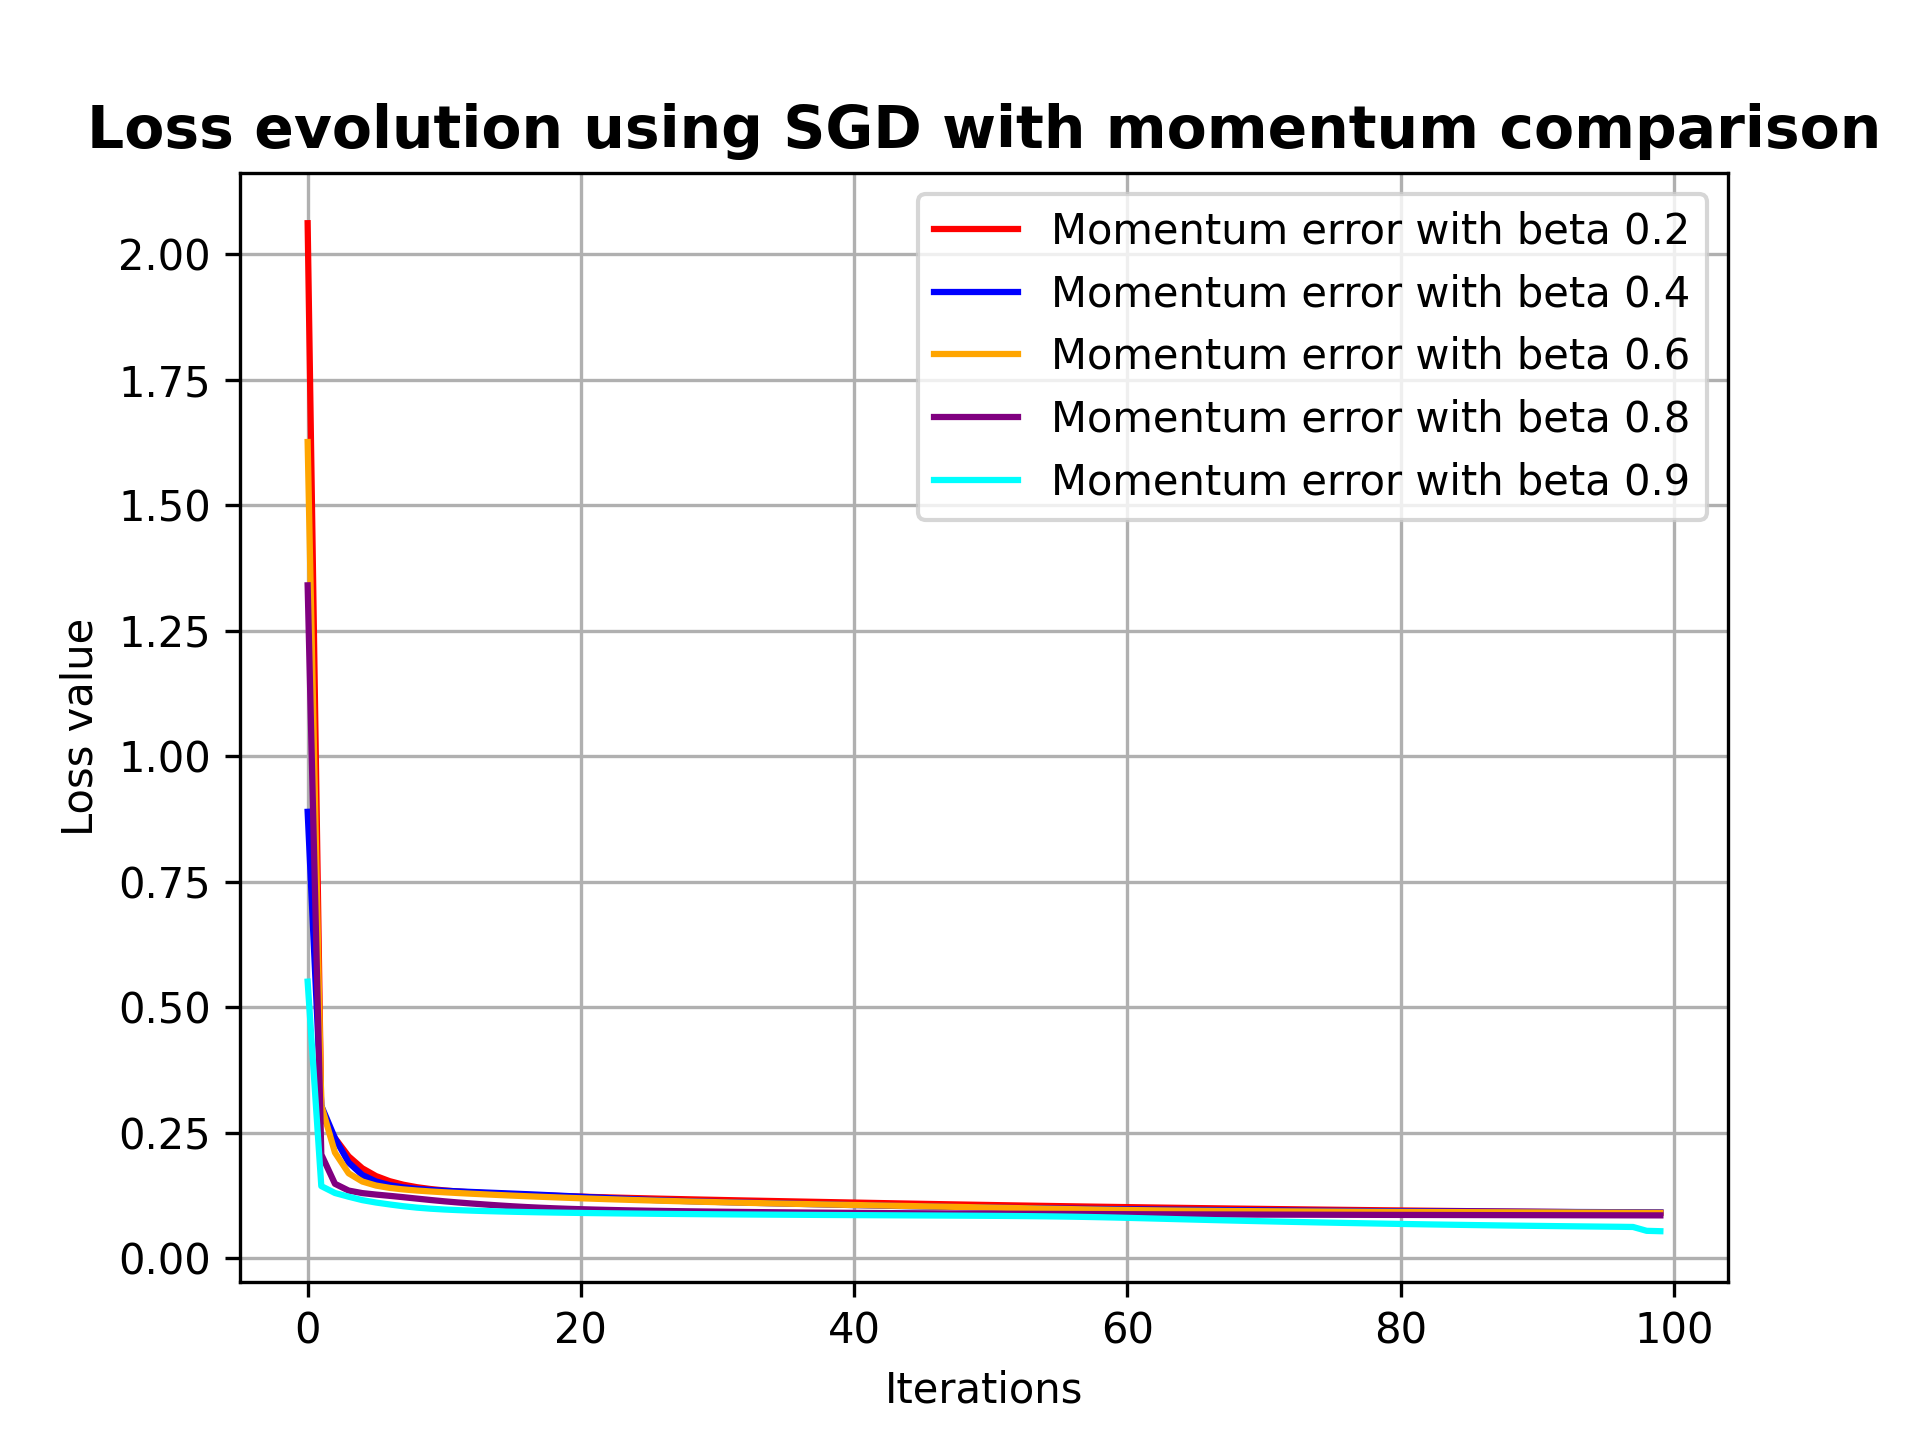 Loss evolution using SGD with momentum comparison
Momentum error with beta 0.2
Momentum error with beta 0.4
Momentum error with beta 0.6
Momentum error with beta 0.8
Momentum error with beta 0.9
Loss value
2.00
1.75
1.50
1.25
1.00
0.75
0.50
0.25
0.00
0 20 40 60 80 100
Iterations